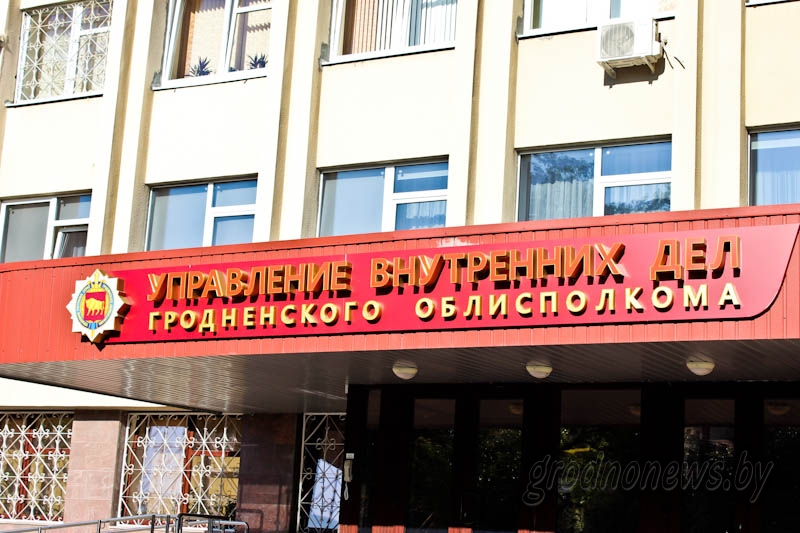 УПРАВЛЕНИЕ ВНУТРЕННИХ ДЕЛ
ГРОДНЕНСКОГО ОБЛИСПОЛКОМА
grodnonews.by